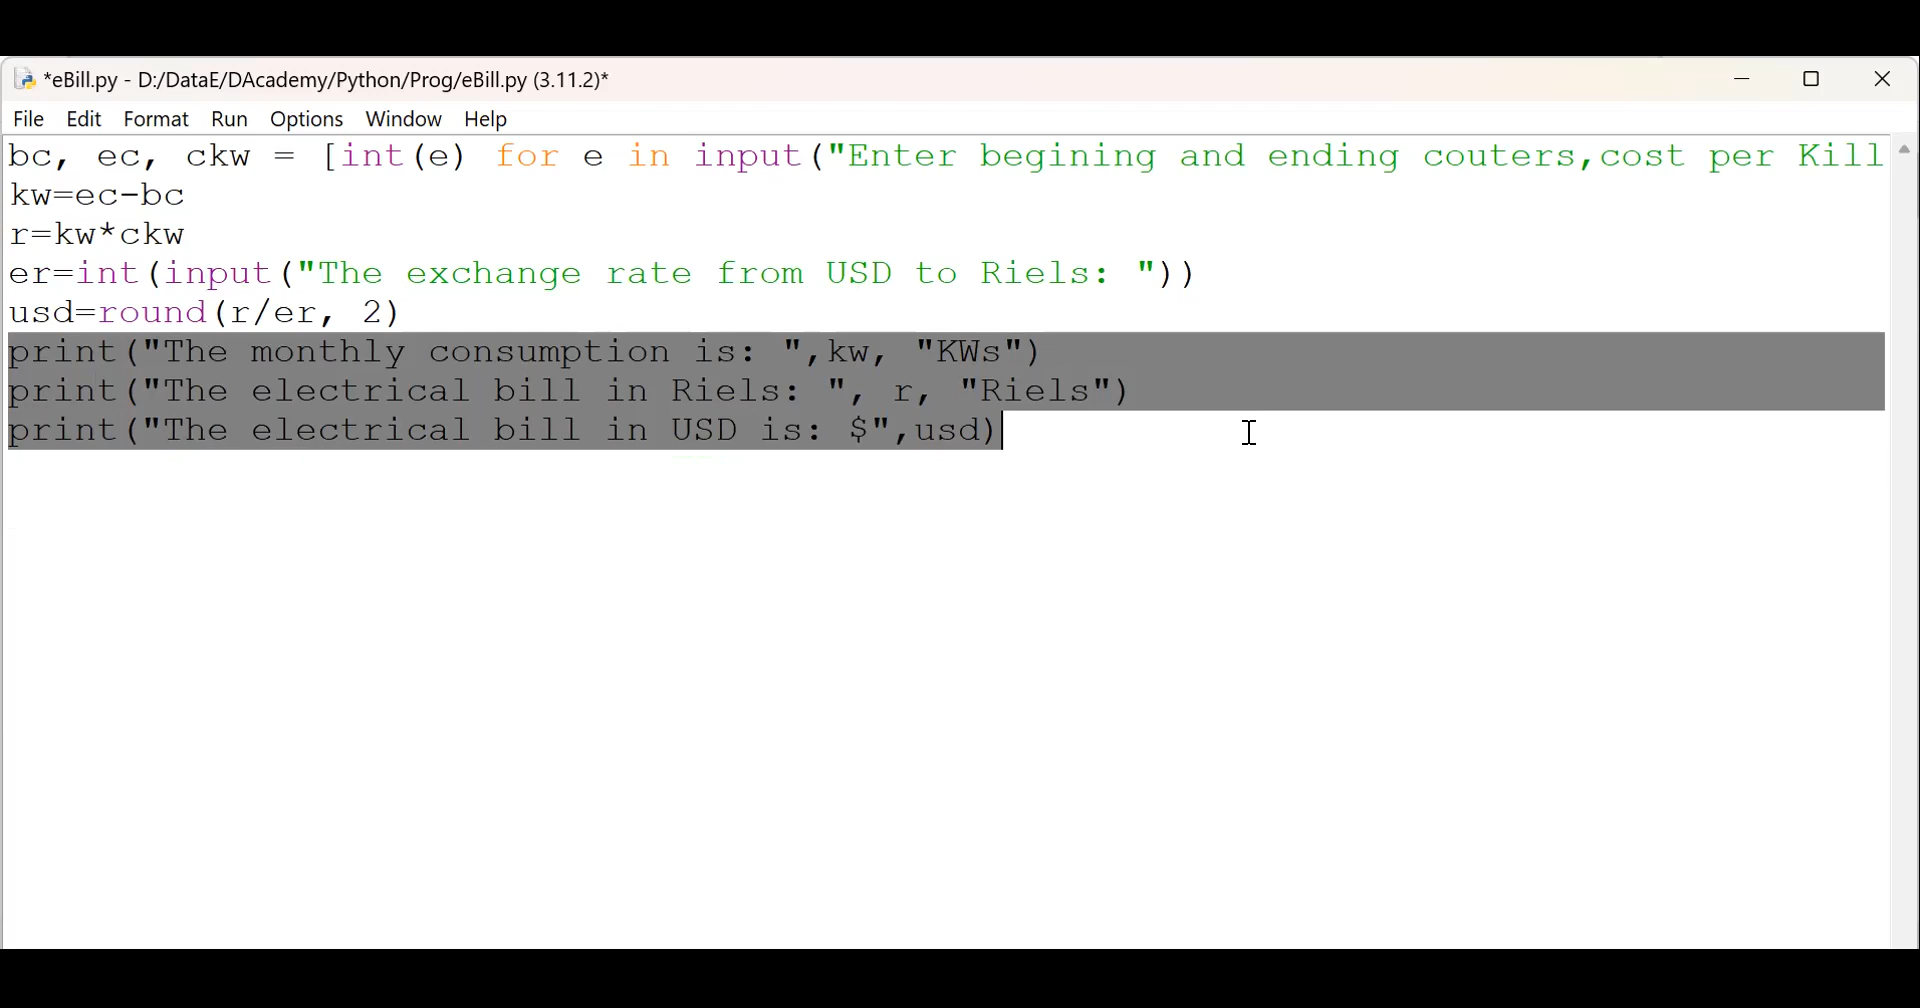 *eBill.py - D:/DataE/DAcademy/Python/Prog/eBill.py (3.11.2)*
File Edit Format Run Options Window Help
bc, ec, ckw = [int(e) for e in input("Enter begining and ending couters,cost per Kill
kw=ec-bc
r=kw*ckw
er=int(input("The exchange rate from USD to Riels: "))
usd=round(r/er, 2)
print("The monthly consumption is: ",kw, "KWs")
print("The electrical bill in Riels: ", r, "Riels")
print("The electrical bill in USD is: $",usd)